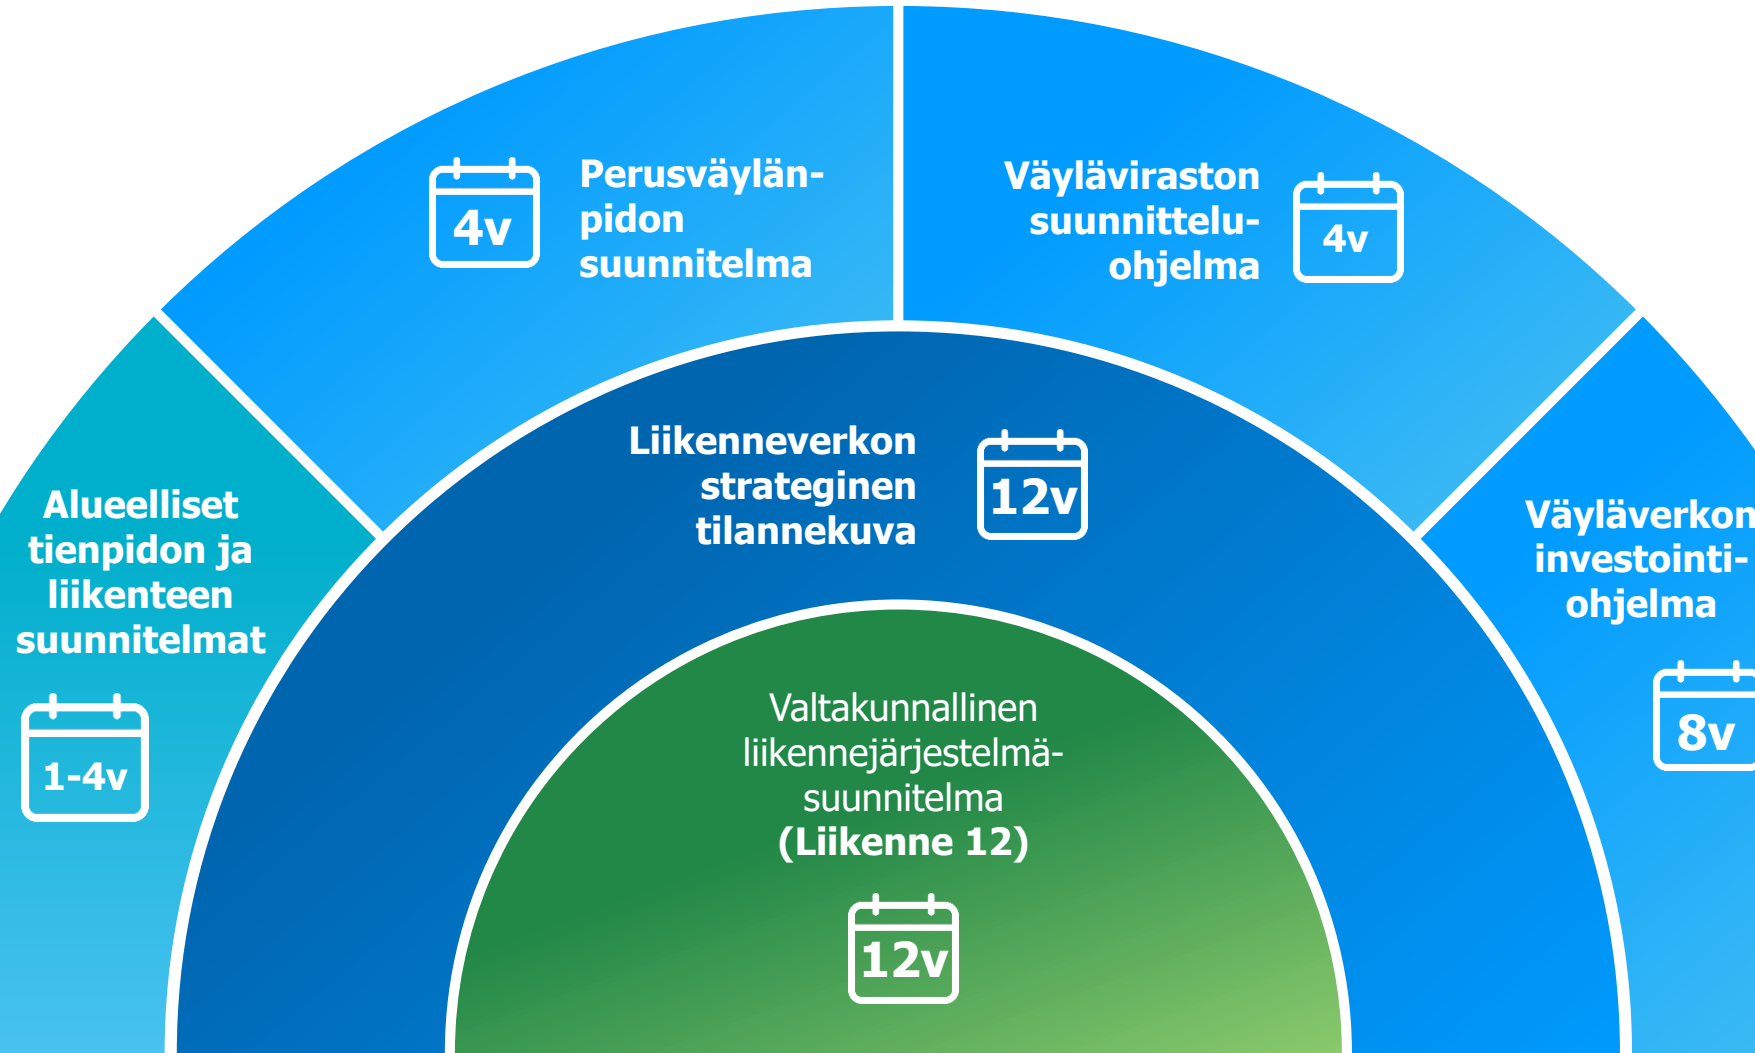 Perusväylän-
pidon
suunnitelma
4v
Väyläviraston
suunnittelu-
ohjelma
4v
Liikenneverkon
strateginen
tilannekuva
12v
Alueelliset
tienpidon ja
liikenteen
suunnitelmat
1-4v
Väyläverkon
investointi-
ohjelma
8v
Valtakunnallinen
liikennejärjestelmä-
suunnitelma
(Liikenne 12)
12v